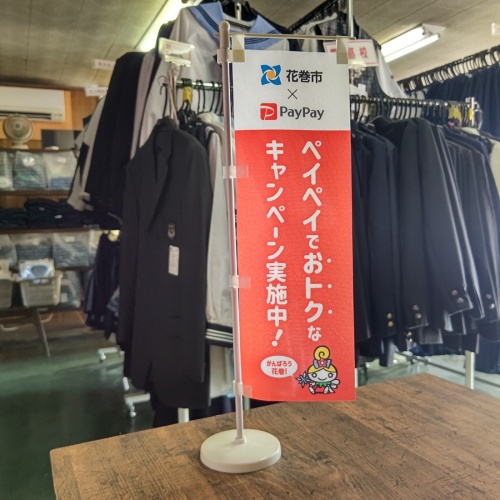 花巻市
×
PayPay
ペイペイでおトクな
キャンペーン実施中!
がんばろう
花巻!